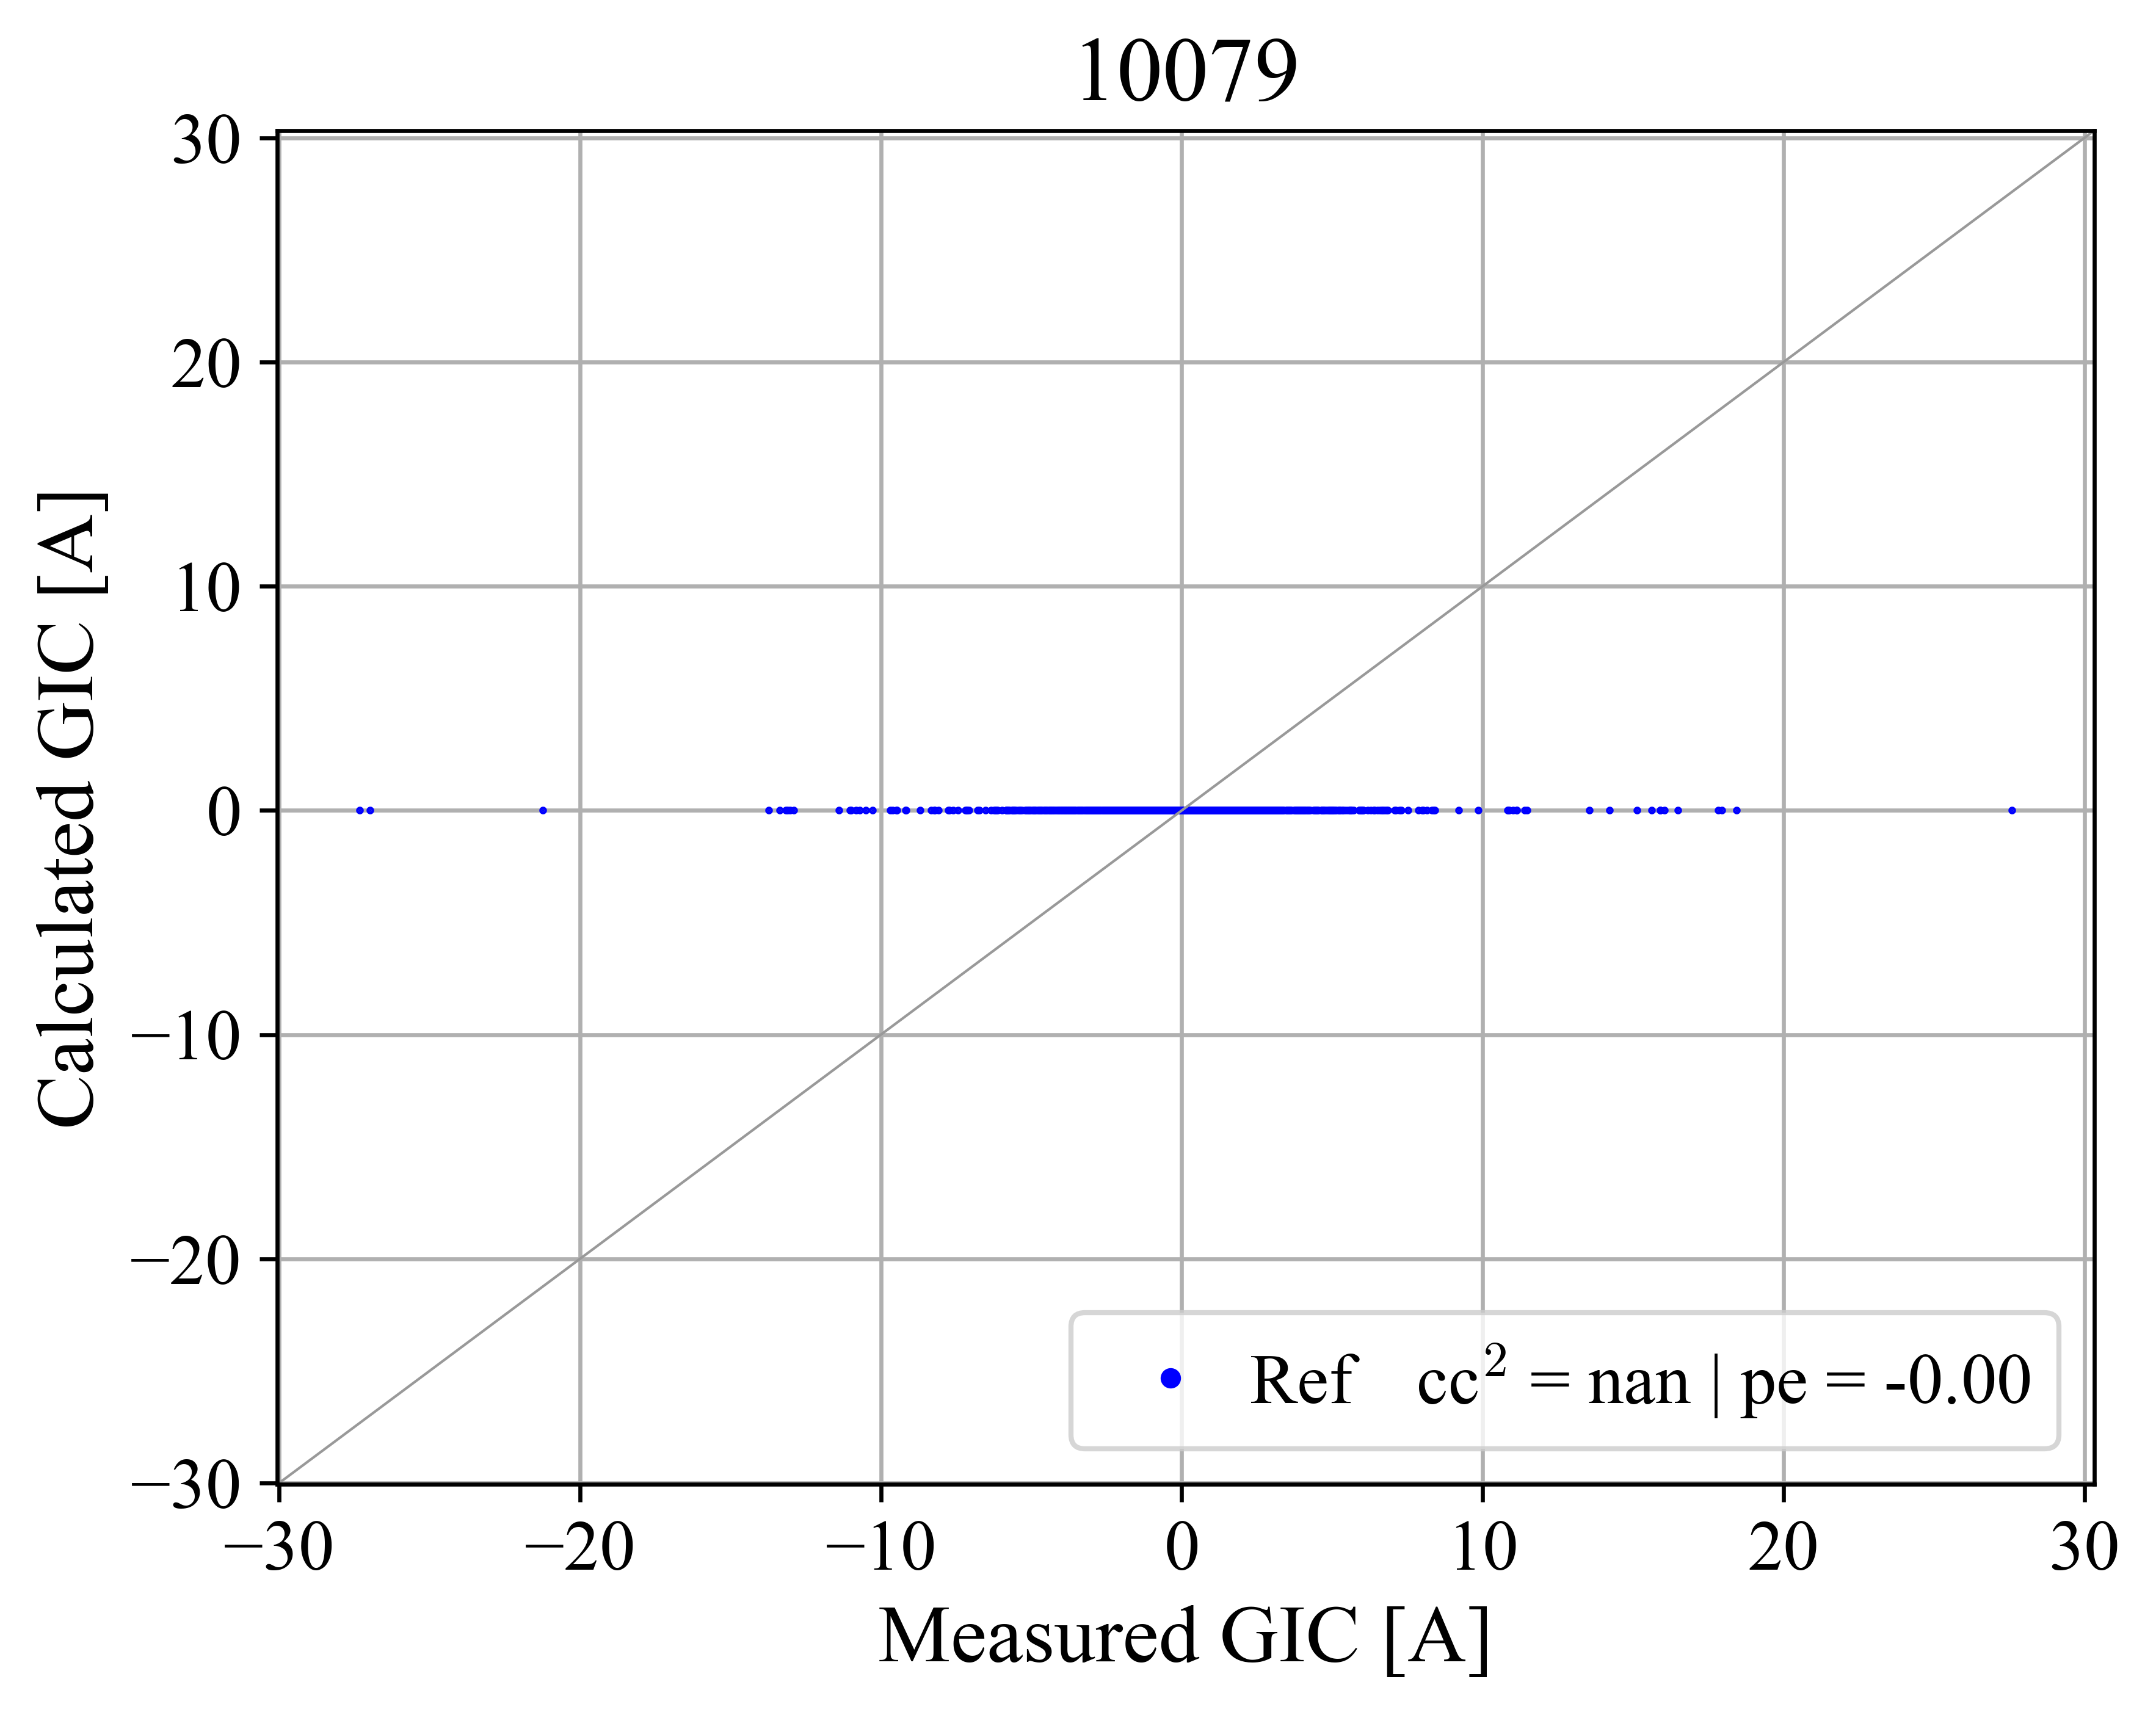 10079
30
20
10
0
−10
−20
−30
Calculated GIC [A]
Ref cc² = nan | pe = -0.00
−30 −20 −10 0 10 20 30
Measured GIC [A]